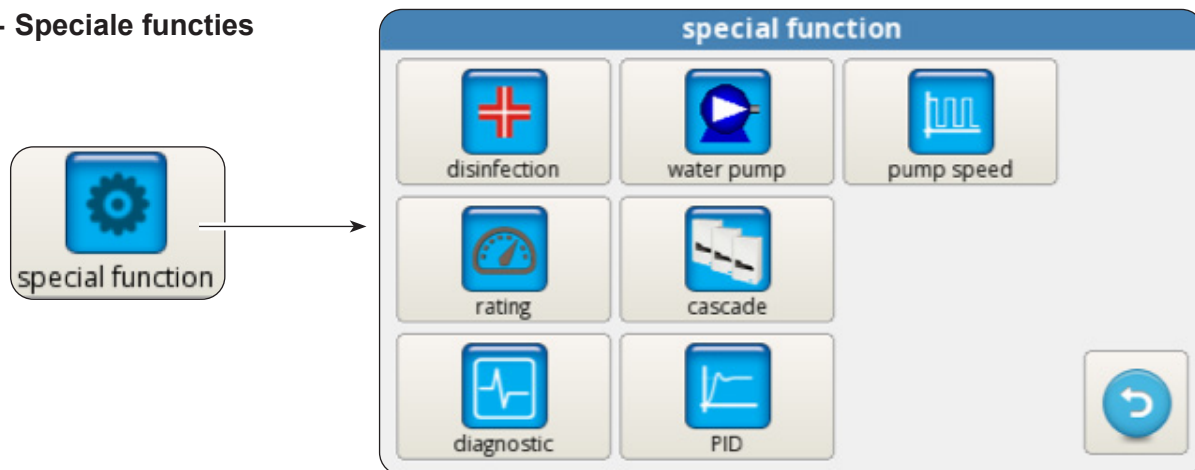 - Speciale functies
special function
special function
disinfection
water pump
pump speed
rating
cascade
diagnostic
PID